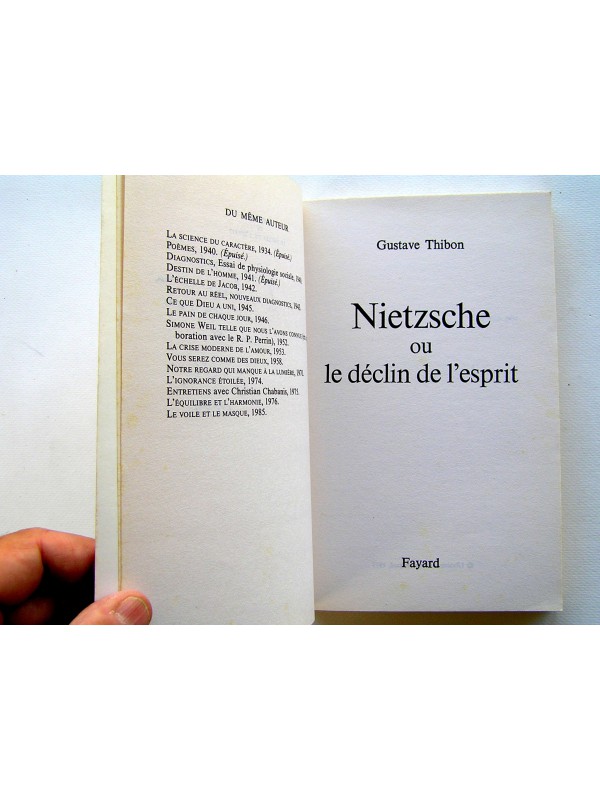 DU MÊME AUTEUR
LA SCIENCE DU CARACTÈRE, 1934. (Épuisé.)
POÈMES, 1940. (Épuisé.)
DIAGNOSTICS, Essai de physiologie sociale,
DESTIN DE L'HOMME, 1941. (Épuisé.)
L'ÉCHELLE DE JACOB, 1942.
RETOUR AU RÉEL, NOUVEAUX DIAGNOSTICS,
CE QUE DIEU A UNI, 1945.
LE PAIN DE CHAQUE JOUR, 1946.
SIMONE WEIL TELLE QUE NOUS L'AVONS
boration avec le R. P. Perrin), 1952.
LA CRISE MODERNE DE L'AMOUR, 1953.
VOUS SEREZ COMME DES DIEUX, 1958.
NOTRE REGARD QUI MANQUE À LA LUMIÈRE,
L'IGNORANCE ÉTOILÉE, 1974.
ENTRETIENS avec Christian Chabanis, 1975.
L'ÉQUILIBRE ET L'HARMONIE, 1976.
LE VOILE ET LE MASQUE, 1985.
Gustave Thibon
Nietzsche
ou
le déclin de l'esprit
Fayard